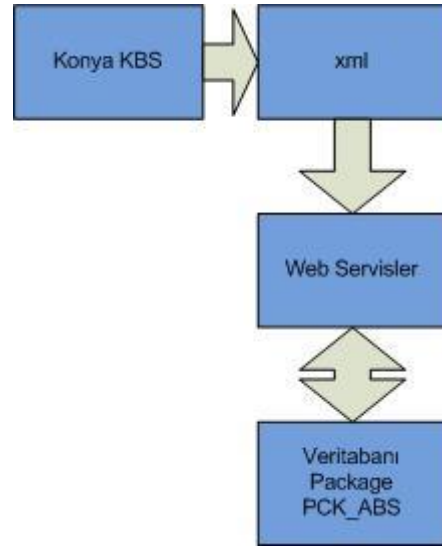 Konya KBS
xml
Web Servisler
Veritabanı
Package
PCK_ABS